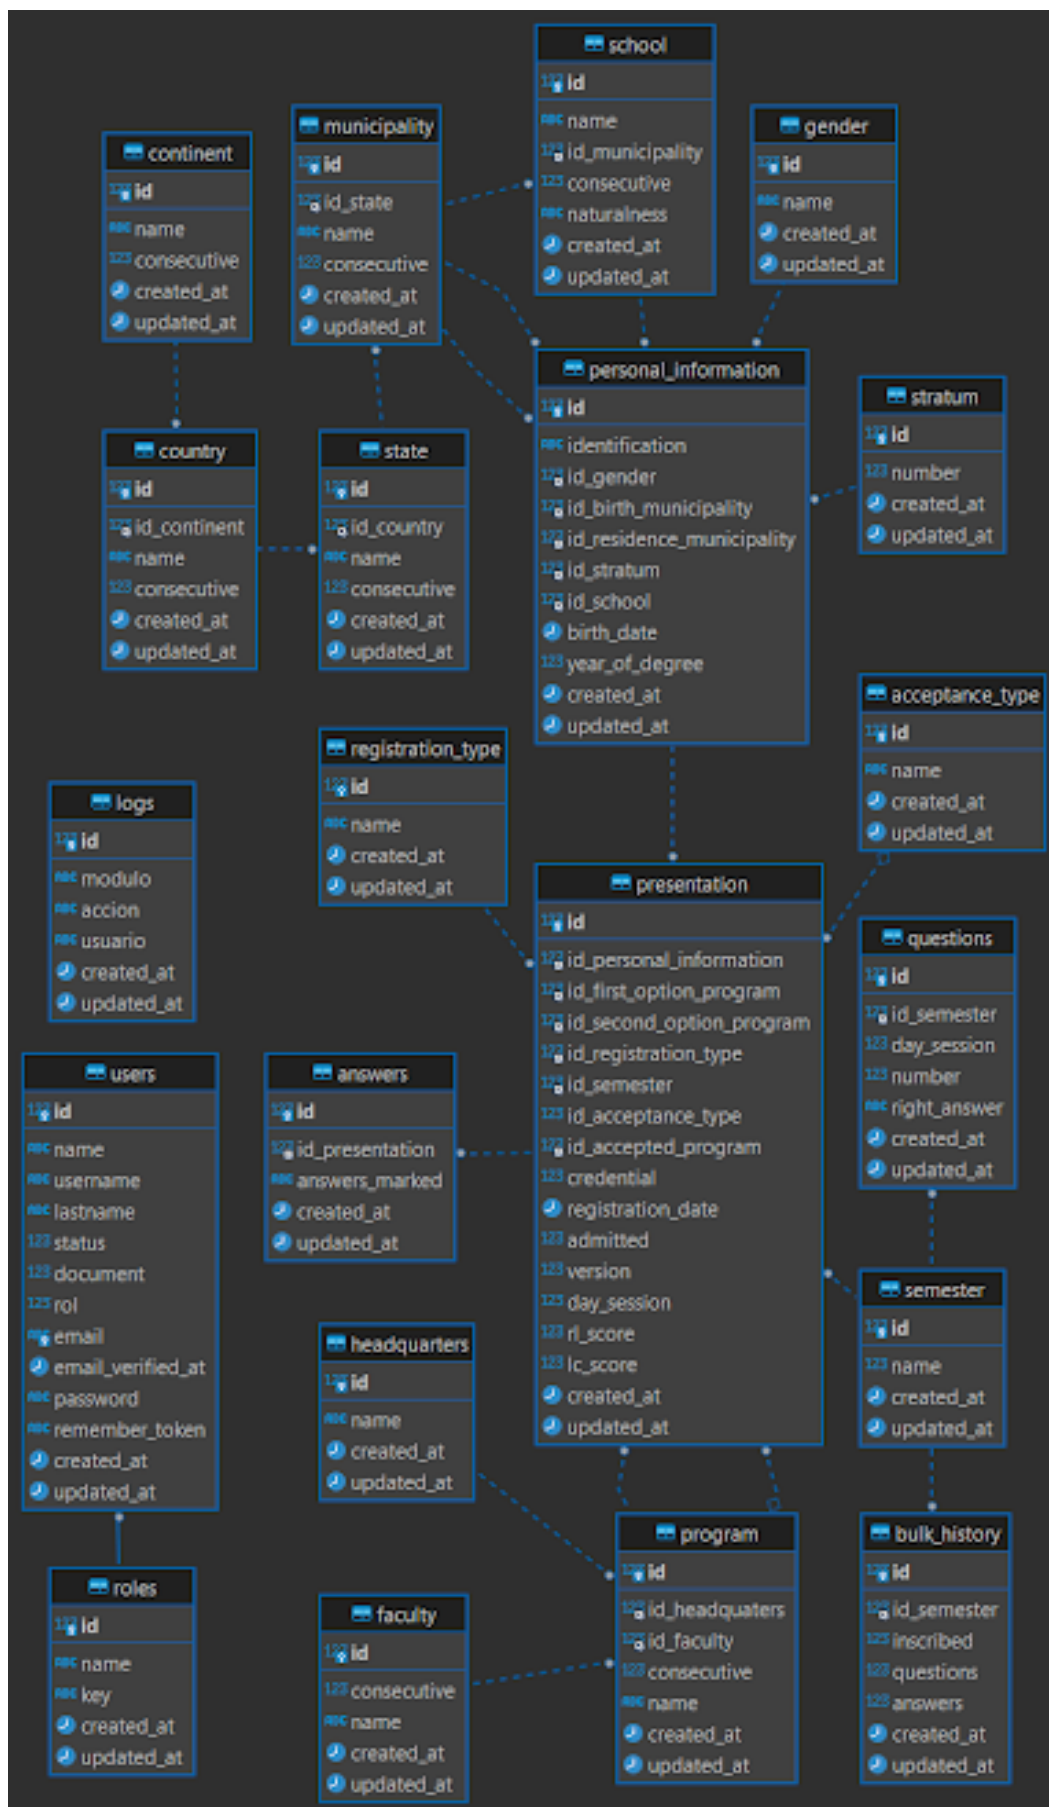 school
id
name
id_municipality
consecutive
naturalness
created_at
updated_at
municipality
id
id_state
name
consecutive
created_at
updated_at
gender
id
name
created_at
updated_at
continent
id
name
consecutive
created_at
updated_at
personal_information
id
identification
id_gender
id_birth_municipality
id_residence_municipality
id_stratum
id_school
birth_date
year_of_degree
created_at
updated_at
stratum
id
number
created_at
updated_at
country
id
id_continent
name
consecutive
created_at
updated_at
state
id
id_country
name
consecutive
created_at
updated_at
acceptance_type
id
name
created_at
updated_at
registration_type
id
name
created_at
updated_at
logs
id
modulo
accion
usuario
created_at
updated_at
presentation
id
id_personal_information
id_first_option_program
id_second_option_program
id_registration_type
id_semester
id_acceptance_type
id_accepted_program
credential
registration_date
admitted
version
day_session
rl_score
lc_score
created_at
updated_at
questions
id
id_semester
day_session
number
right_answer
created_at
updated_at
users
id
name
username
lastname
status
document
rol
email
email_verified_at
password
remember_token
created_at
updated_at
answers
id
id_presentation
answers_marked
created_at
updated_at
semester
id
name
created_at
updated_at
headquarters
id
name
created_at
updated_at
program
id
id_headquaters
id_faculty
consecutive
name
created_at
updated_at
bulk_history
id
id_semester
inscribed
questions
answers
created_at
updated_at
roles
id
name
key
created_at
updated_at
faculty
id
consecutive
name
created_at
updated_at